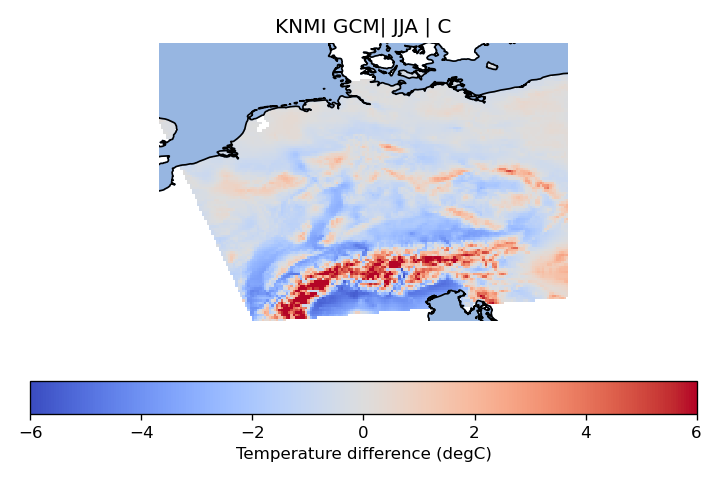 KNMI GCM| JJA | C
−6 −4 −2 0 2 4 6
Temperature difference (degC)